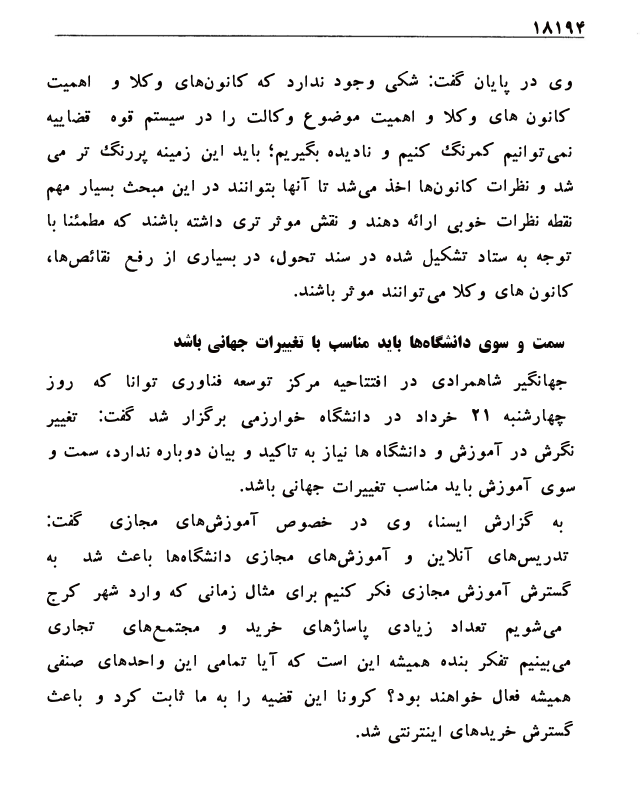 ۱۸۱۹۴
وی در پایان گفت: شکی وجود ندارد که کانون‌های وکلا و اهمیت
کانون های وکلا و اهمیت موضوع وکالت را در سیستم قوه قضاییه
نمی‌توانیم کمرنگ کنیم و نادیده بگیریم؛ باید این زمینه پررنگ تر می
شد و نظرات کانون‌ها اخذ می‌شد تا آنها بتوانند در این مبحث بسیار مهم
نقطه نظرات خوبی ارائه دهند و نقش موثر تری داشته باشند که مطمئنا با
توجه به ستاد تشکیل شده در سند تحول، در بسیاری از رفع نقائص‌ها،
کانون های وکلا می‌توانند موثر باشند.
سمت و سوی دانشگاه‌ها باید مناسب با تغییرات جهانی باشد
جهانگیر شاهمرادی در افتتاحیه مرکز توسعه فناوری توانا که روز
چهارشنبه ۲۱ خرداد در دانشگاه خوارزمی برگزار شد گفت: تغییر
نگرش در آموزش و دانشگاه ها نیاز به تاکید و بیان دوباره ندارد، سمت و
سوی آموزش باید مناسب تغییرات جهانی باشد.
به گزارش ایسنا، وی در خصوص آموزش‌های مجازی گفت:
تدریس‌های آنلاین و آموزش‌های مجازی دانشگاه‌ها باعث شد به
گسترش آموزش مجازی فکر کنیم برای مثال زمانی که وارد شهر کرج
می‌شویم تعداد زیادی پاساژهای خرید و مجتمع‌های تجاری
می‌بینیم تفکر بنده همیشه این است که آیا تمامی این واحدهای صنفی
همیشه فعال خواهند بود؟ کرونا این قضیه را به ما ثابت کرد و باعث
گسترش خریدهای اینترنتی شد.